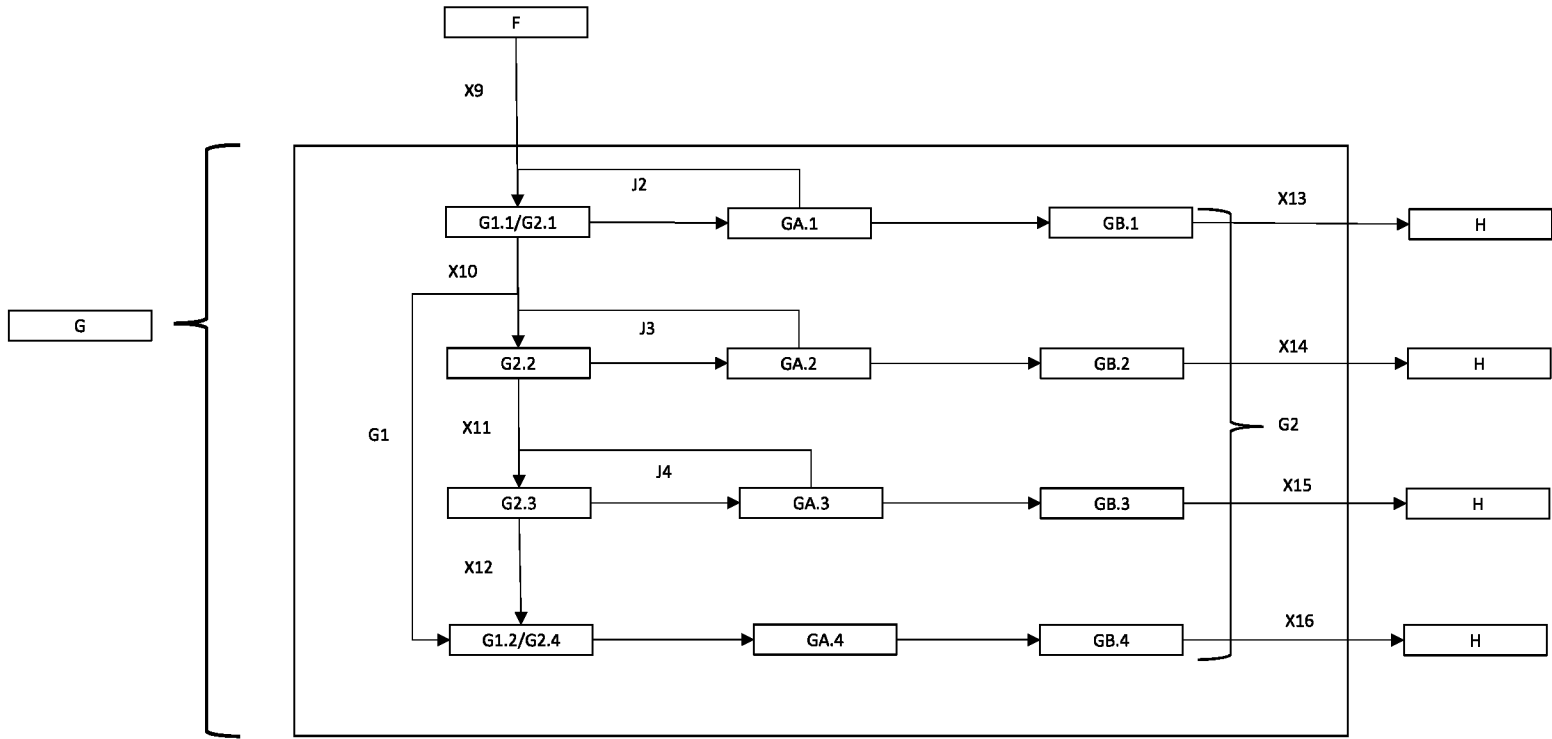 F
X9
J2
X13
G1.1/G2.1
GA.1
GB.1
H
X10
G
J3
X14
G2.2
GA.2
GB.2
H
G1
X11
G2
J4
X15
G2.3
GA.3
GB.3
H
X12
X16
G1.2/G2.4
GA.4
GB.4
H